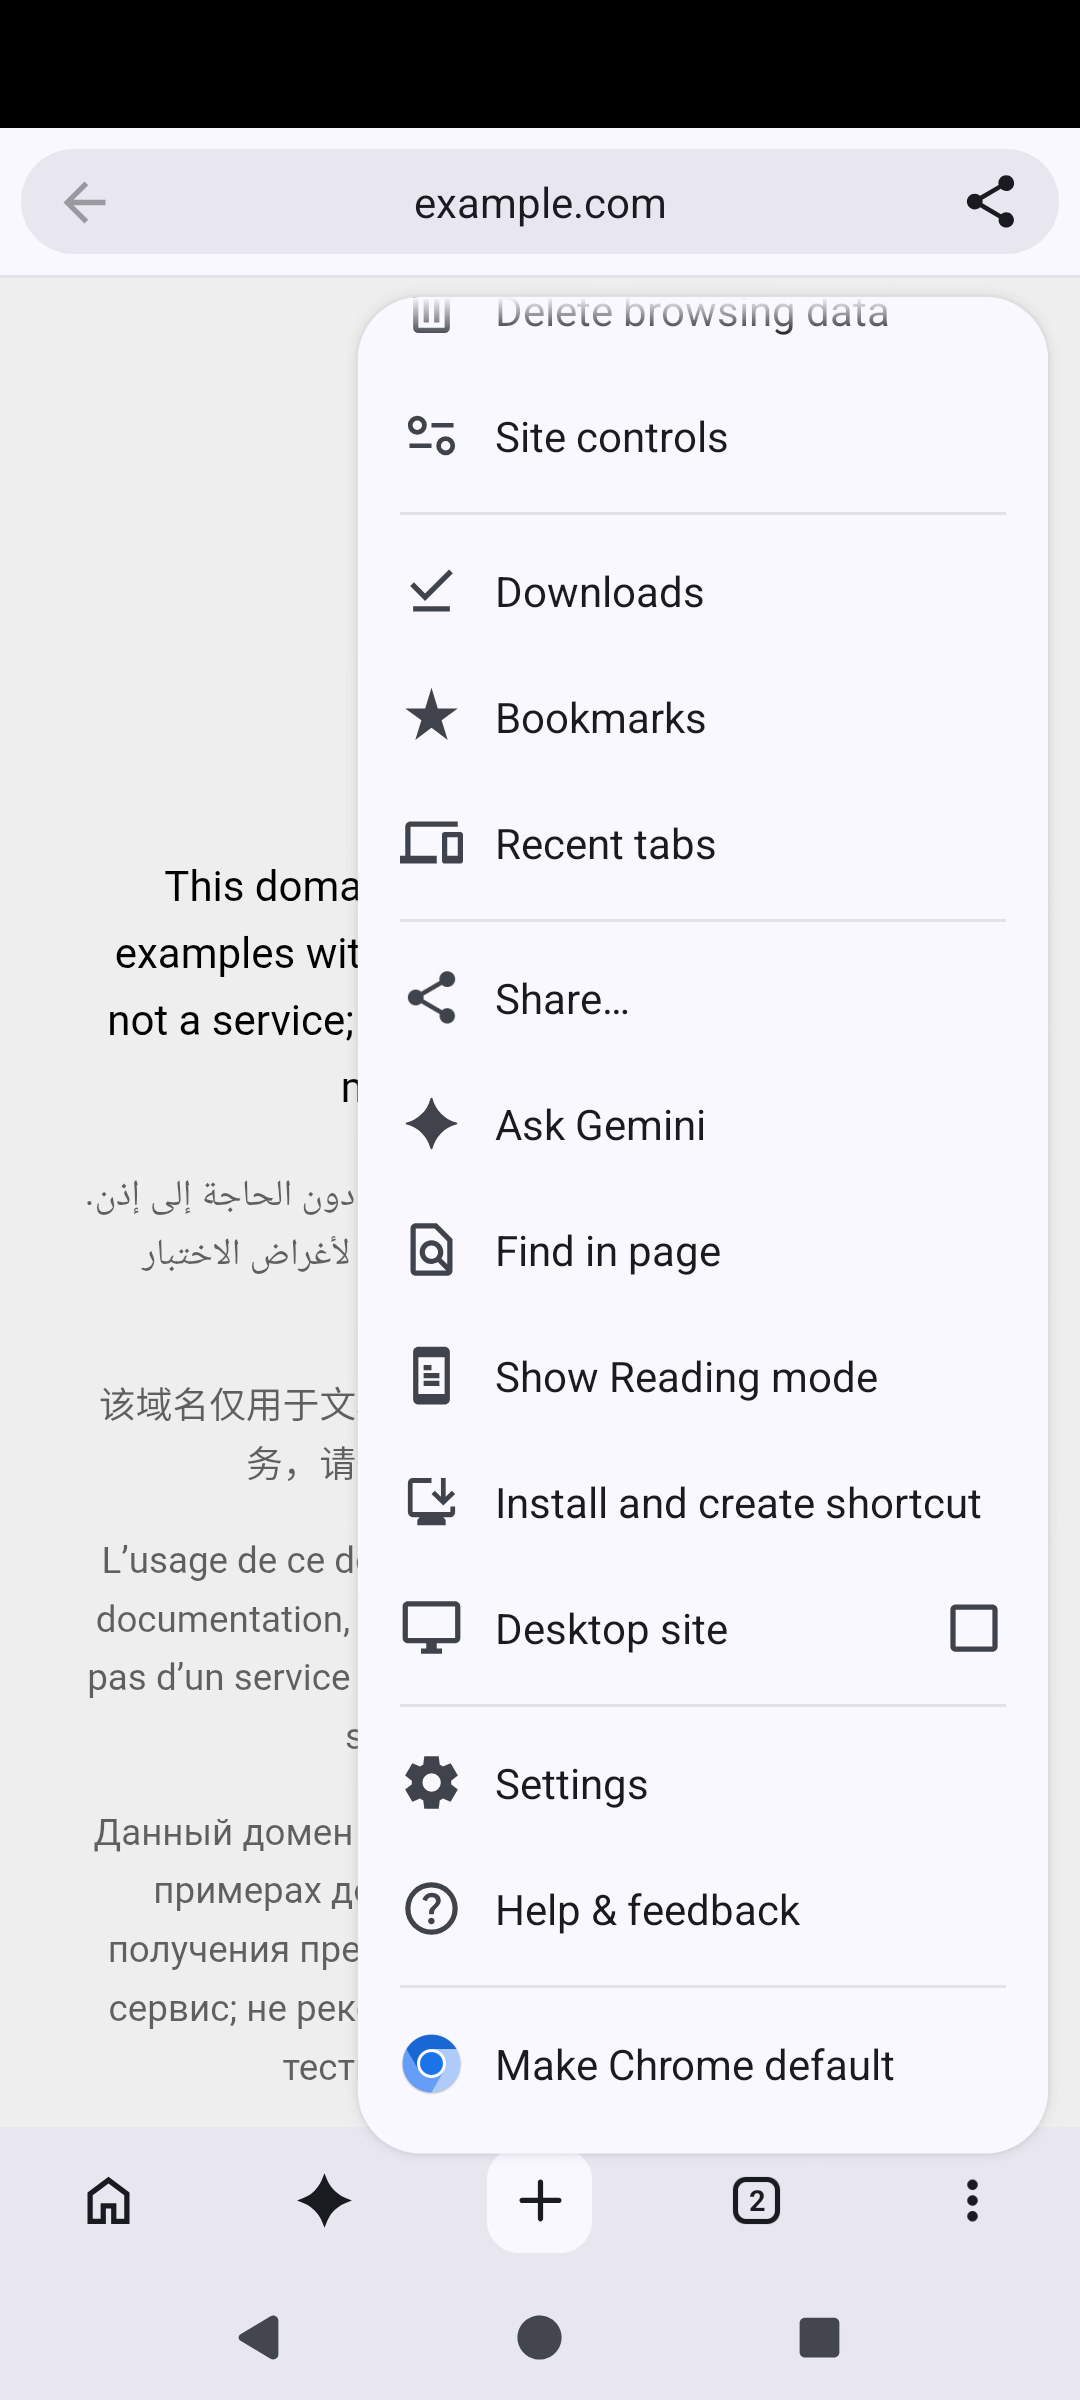 example.com
Delete browsing data
Site controls
Downloads
Bookmarks
Recent tabs
Share...
Ask Gemini
Find in page
Show Reading mode
Install and create shortcut
Desktop site
Settings
Help & feedback
Make Chrome default
This doma
examples wit
not a service;
دون الحاجة إلى إذن.
لأغراض الاختبار
该域名仅用于文
务，请
L’usage de ce d
documentation,
pas d’un service
s
Данный домен
примерах д
получения пре
сервис; не рек
тест
2